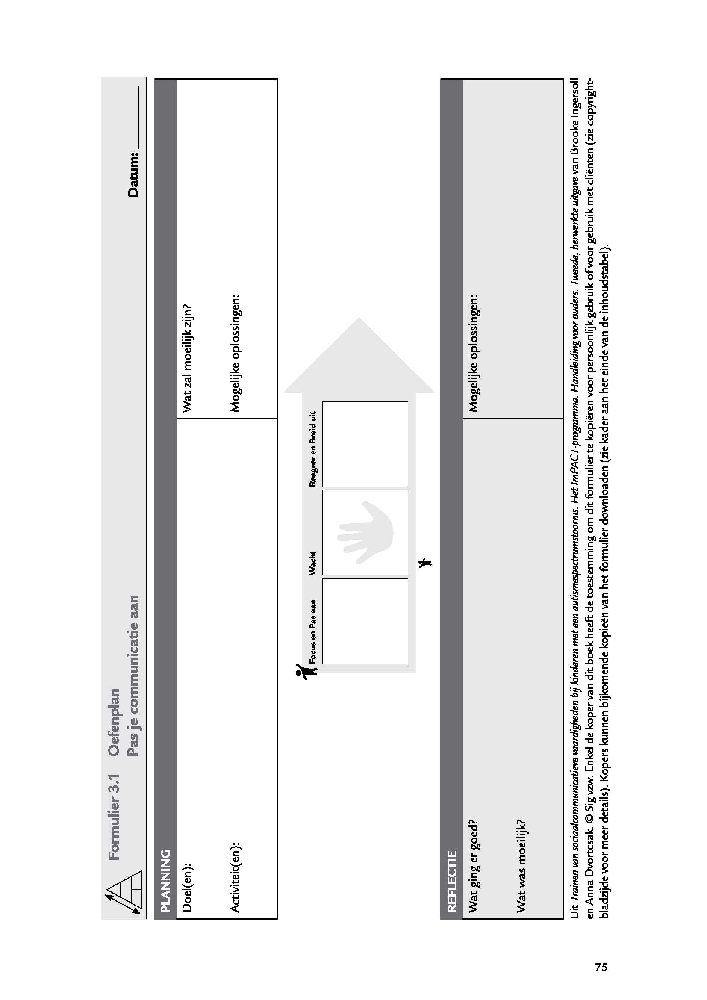 Formulier 3.1 Oefenplan
Pas je communicatie aan
Datum:
PLANNING
Doel(en):
Activiteit(en):
Wat zal moeilijk zijn?
Mogelijke oplossingen:
Focus en Pas aan
Wacht
Reageer en Breid uit
REFLECTIE
Wat ging er goed?
Wat was moeilijk?
Mogelijke oplossingen:
Uit Trainen van sociaalcommunicatieve vaardigheden bij kinderen met een autismespectrumstoornis. Het ImPACT-programma. Handleiding voor ouders. Tweede, herwerkte uitgave van Brooke Ingersoll
en Anna Dvortcsak. © Sig vzw. Enkel de koper van dit boek heeft de toestemming om dit formulier te kopiëren voor persoonlijk gebruik of voor gebruik met cliënten (zie copyright-
bladzijde voor meer details). Kopers kunnen bijkomende kopieën van het formulier downloaden (zie kader aan het einde van de inhoudstabel).
75